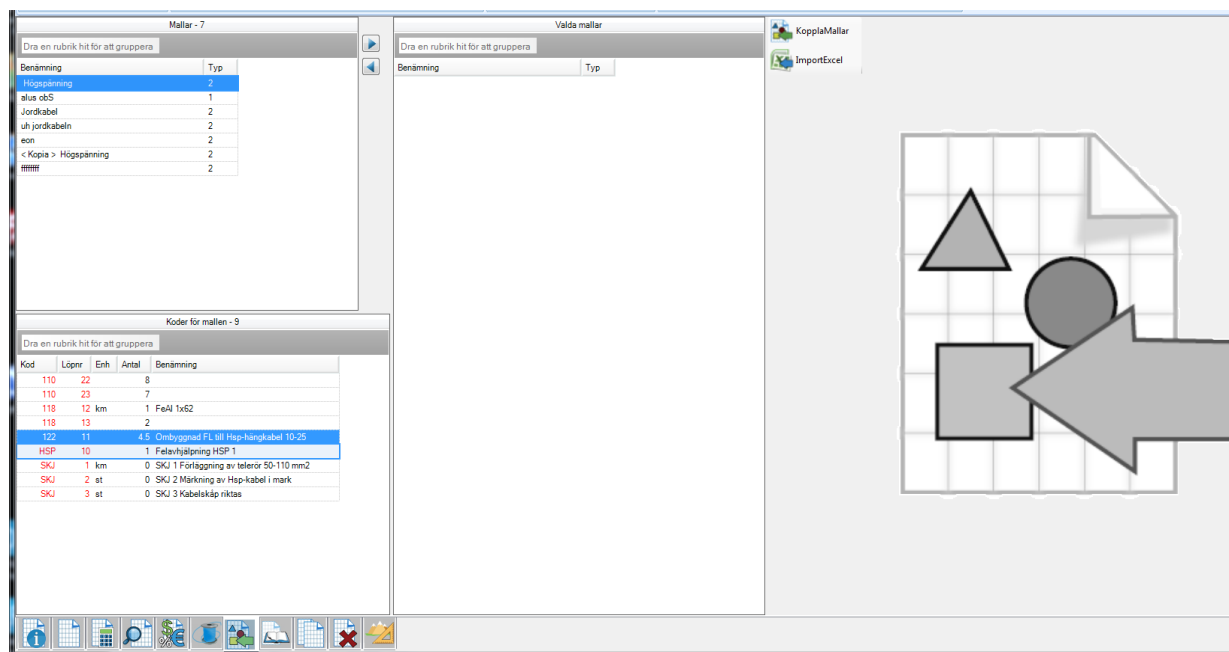 Mallar - 7
Dra en rubrik hit för att gruppera
Benämning Typ
Högspänning 2
alus obS 1
Jordkabel 2
uh jordkabeln 2
eon 2
< Kopia > Högspänning 2
ffffffff 2
Koder för mallen - 9
Dra en rubrik hit för att gruppera
Kod Löpnr Enh Antal Benämning
110 22 8
110 23 7
118 12 km 1 FeAl 1x62
118 13 2
122 11 4.5 Ombyggnad FL till Hsp-hängkabel 10-25
HSP 10 1 Felavhjälpning HSP 1
SKJ 1 km 0 SKJ 1 Förläggning av telerör 50-110 mm2
SKJ 2 st 0 SKJ 2 Märkning av Hsp-kabel i mark
SKJ 3 st 0 SKJ 3 Kabelskåp riktas
Valda mallar
Dra en rubrik hit för att gruppera
Benämning Typ
KopplaMallar
ImportExcel